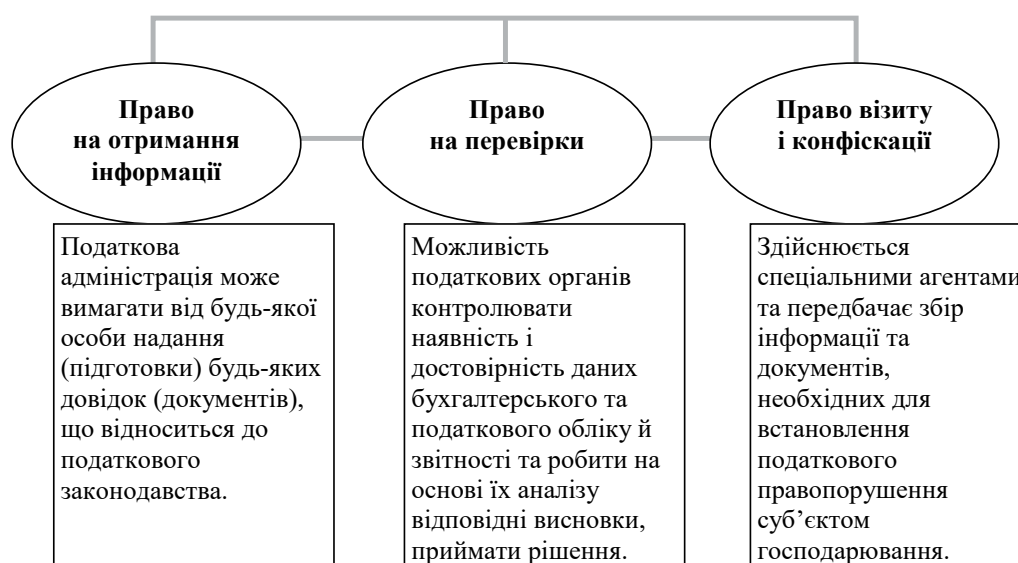 Право
на отримання
інформації
Право
на перевірки
Право візиту
і конфіскації
Податкова
адміністрація може
вимагати від будь-якої
особи надання
(підготовки) будь-яких
довідок (документів),
що відноситься до
податкового
законодавства.
Можливість
податкових органів
контролювати
наявність і
достовірність даних
бухгалтерського та
податкового обліку й
звітності та робити на
основі їх аналізу
відповідні висновки,
приймати рішення.
Здійснюється
спеціальними агентами
та передбачає збір
інформації та
документів,
необхідних для
встановлення
податкового
правопорушення
суб’єктом
господарювання.